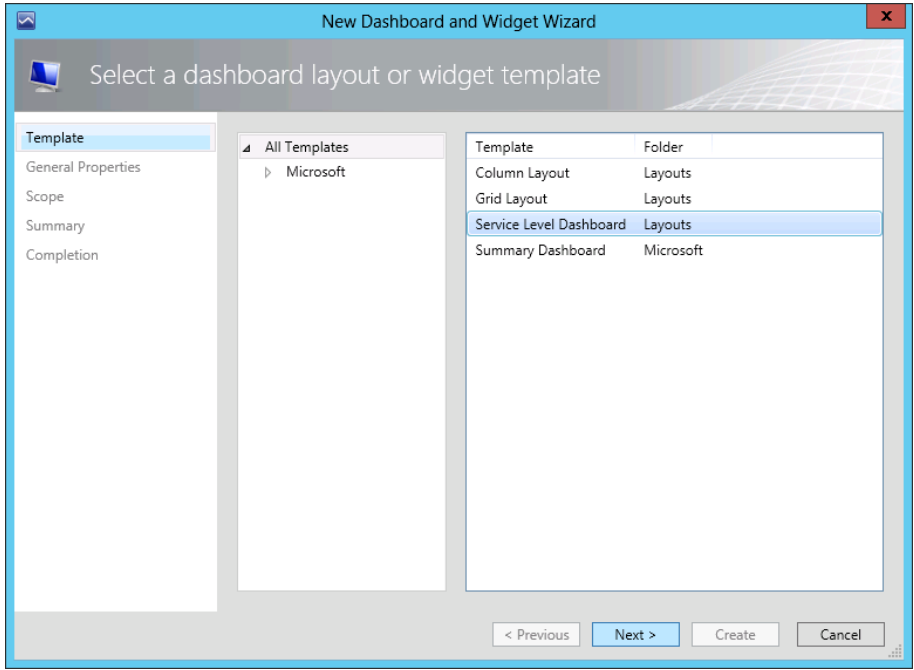 New Dashboard and Widget Wizard
x
Select a dashboard layout or widget template
Template
General Properties
Scope
Summary
Completion
All Templates
Microsoft
Template Folder
Column Layout Layouts
Grid Layout Layouts
Service Level Dashboard Layouts
Summary Dashboard Microsoft
< Previous Next > Create Cancel